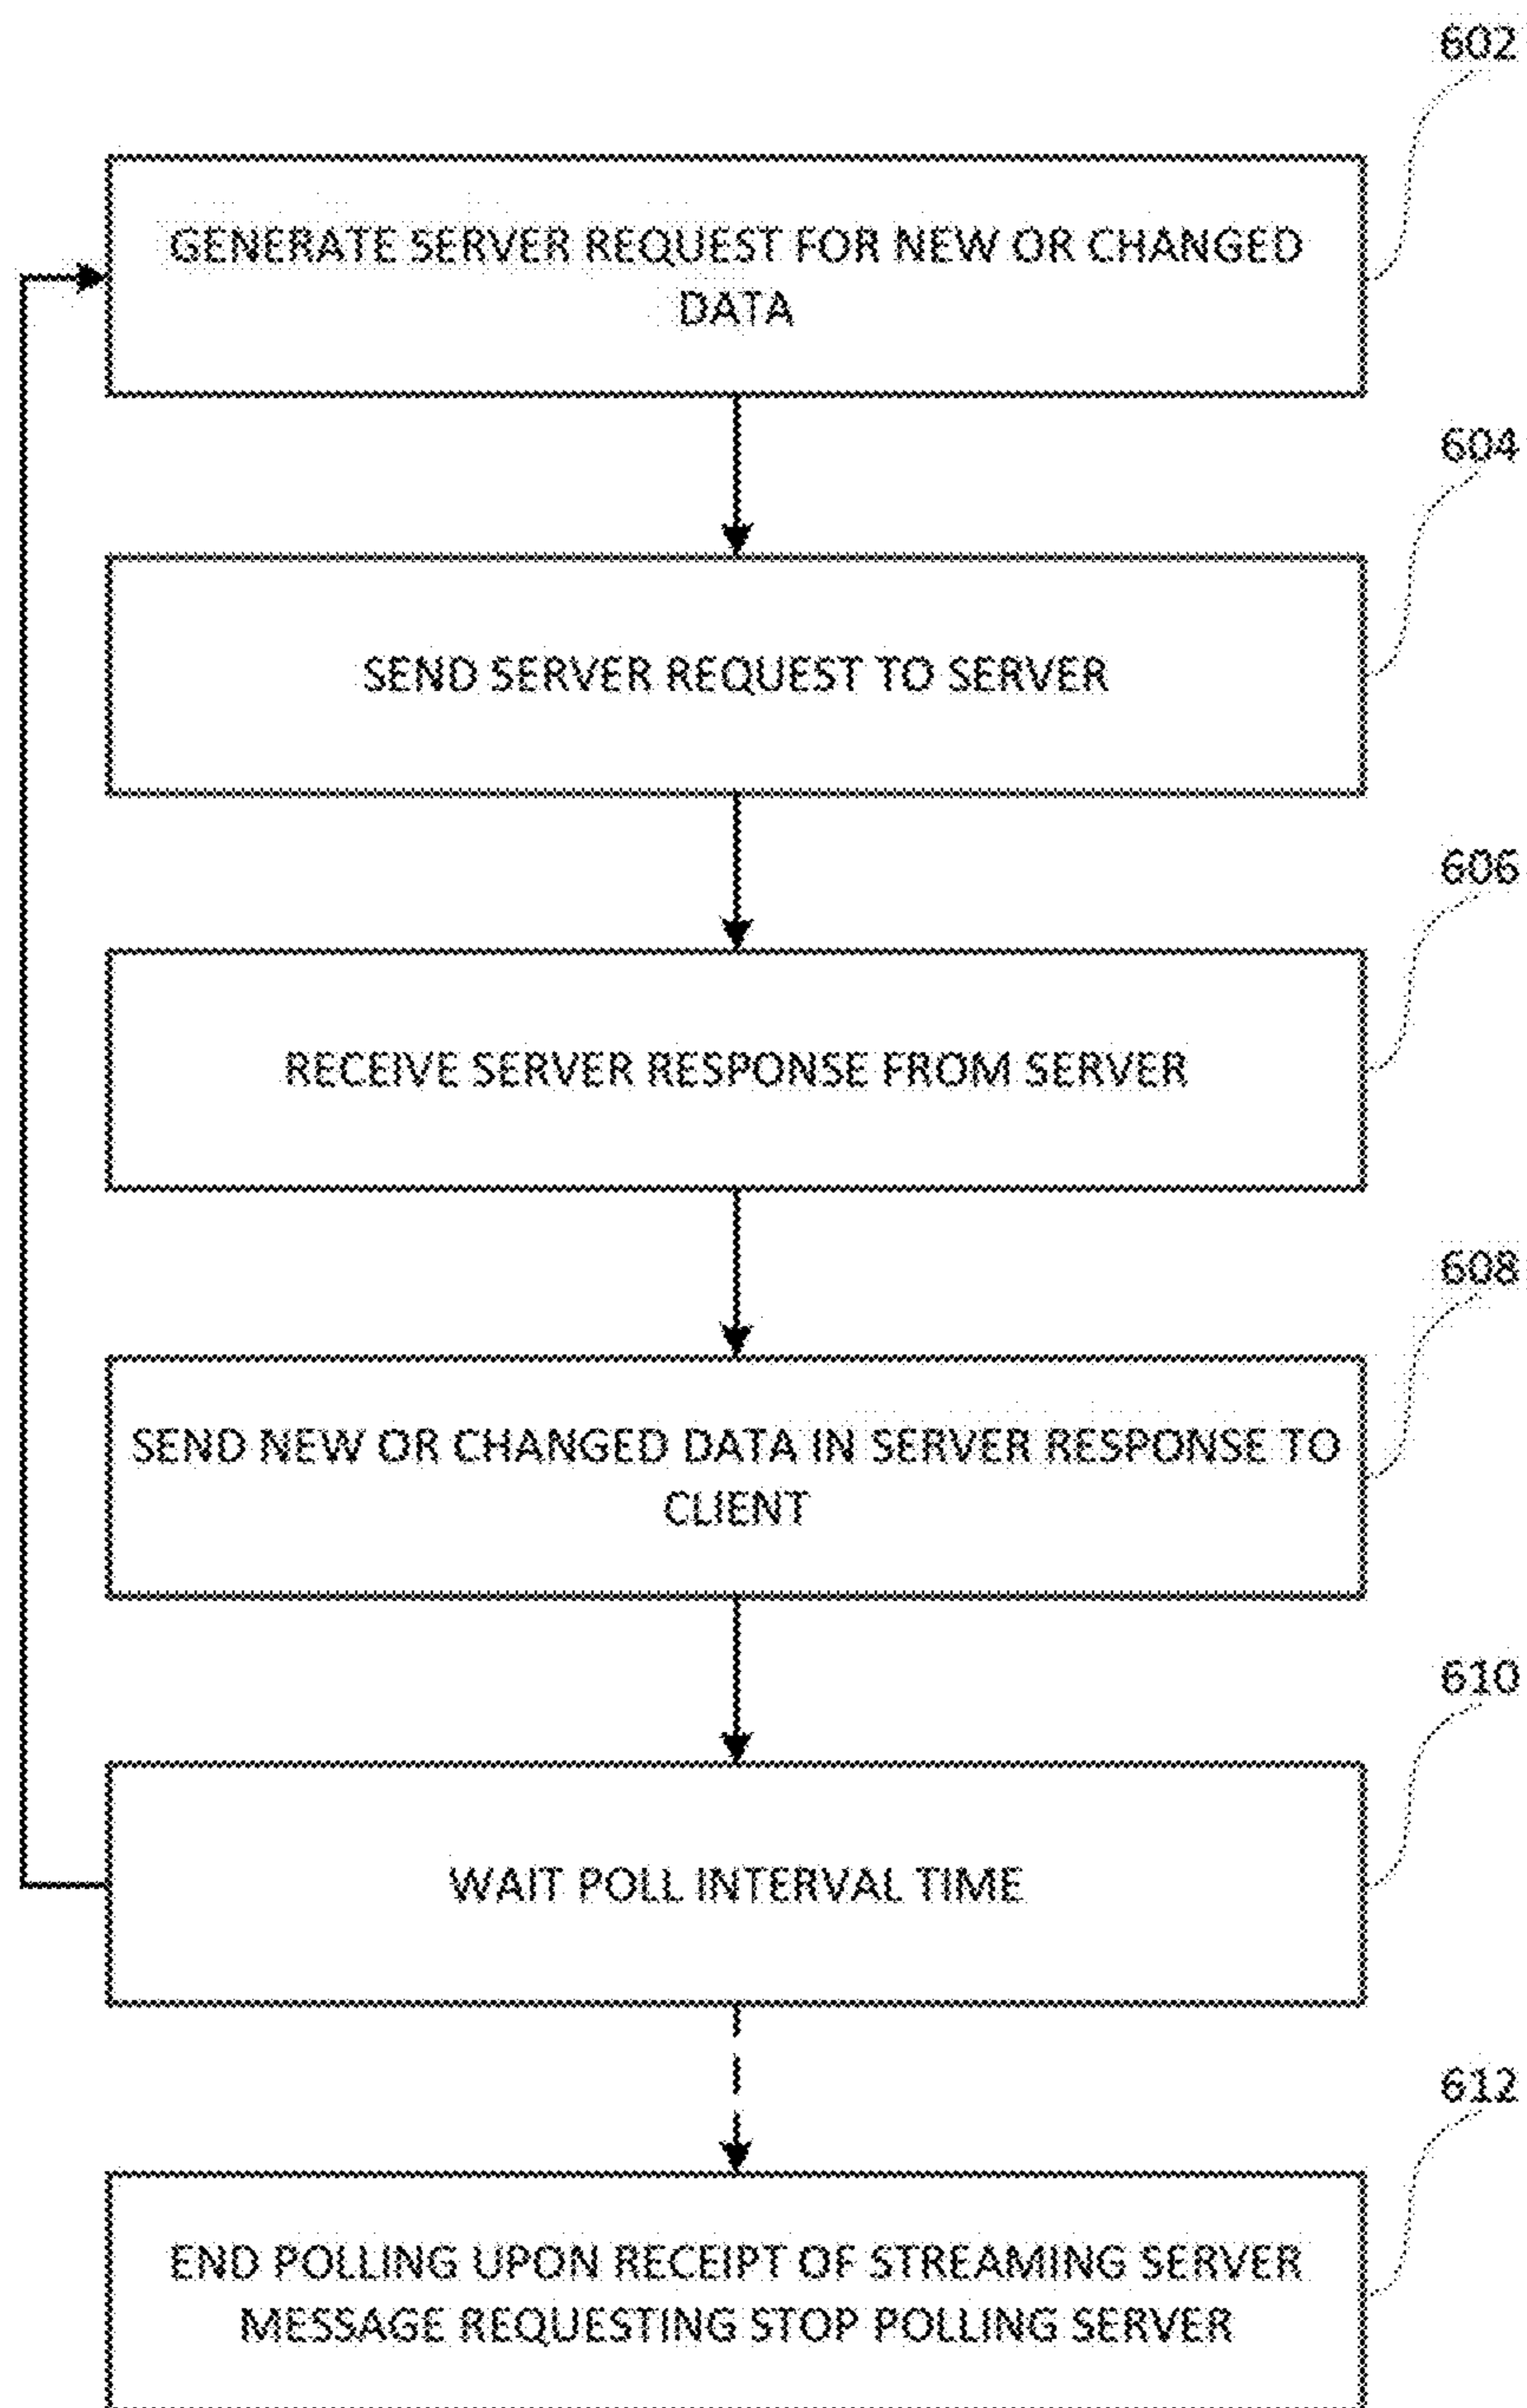 602
GENERATE SERVER REQUEST FOR NEW OR CHANGED
DATA
604
SEND SERVER REQUEST TO SERVER
606
RECEIVE SERVER RESPONSE FROM SERVER
608
SEND NEW OR CHANGED DATA IN SERVER RESPONSE TO
CLIENT
610
WAIT POLL INTERVAL TIME
612
END POLLING UPON RECEIPT OF STREAMING SERVER
MESSAGE REQUESTING STOP POLLING SERVER